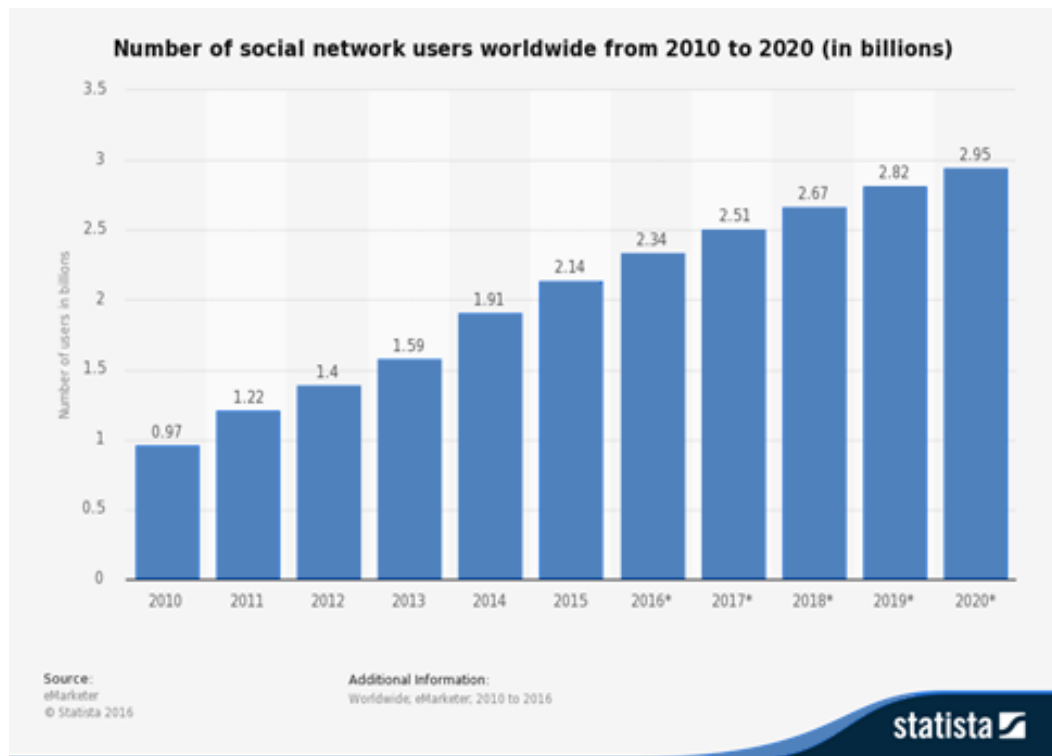 Number of social network users worldwide from 2010 to 2020 (in billions)
Number of users in billions
3.5
3
2.5
2
1.5
1
0.5
0
0.97
1.22
1.4
1.59
1.91
2.14
2.34
2.51
2.67
2.82
2.95
2010 2011 2012 2013 2014 2015 2016* 2017* 2018* 2019* 2020*
Source:
eMarketer
© Statista 2016
Additional Information:
Worldwide; eMarketer; 2010 to 2016
statista